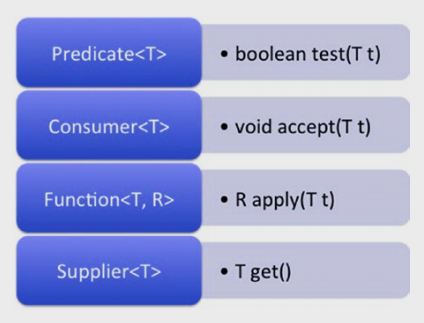 Predicate<T>
• boolean test(T t)
Consumer<T>
• void accept(T t)
Function<T, R>
• R apply(T t)
Supplier<T>
• T get()